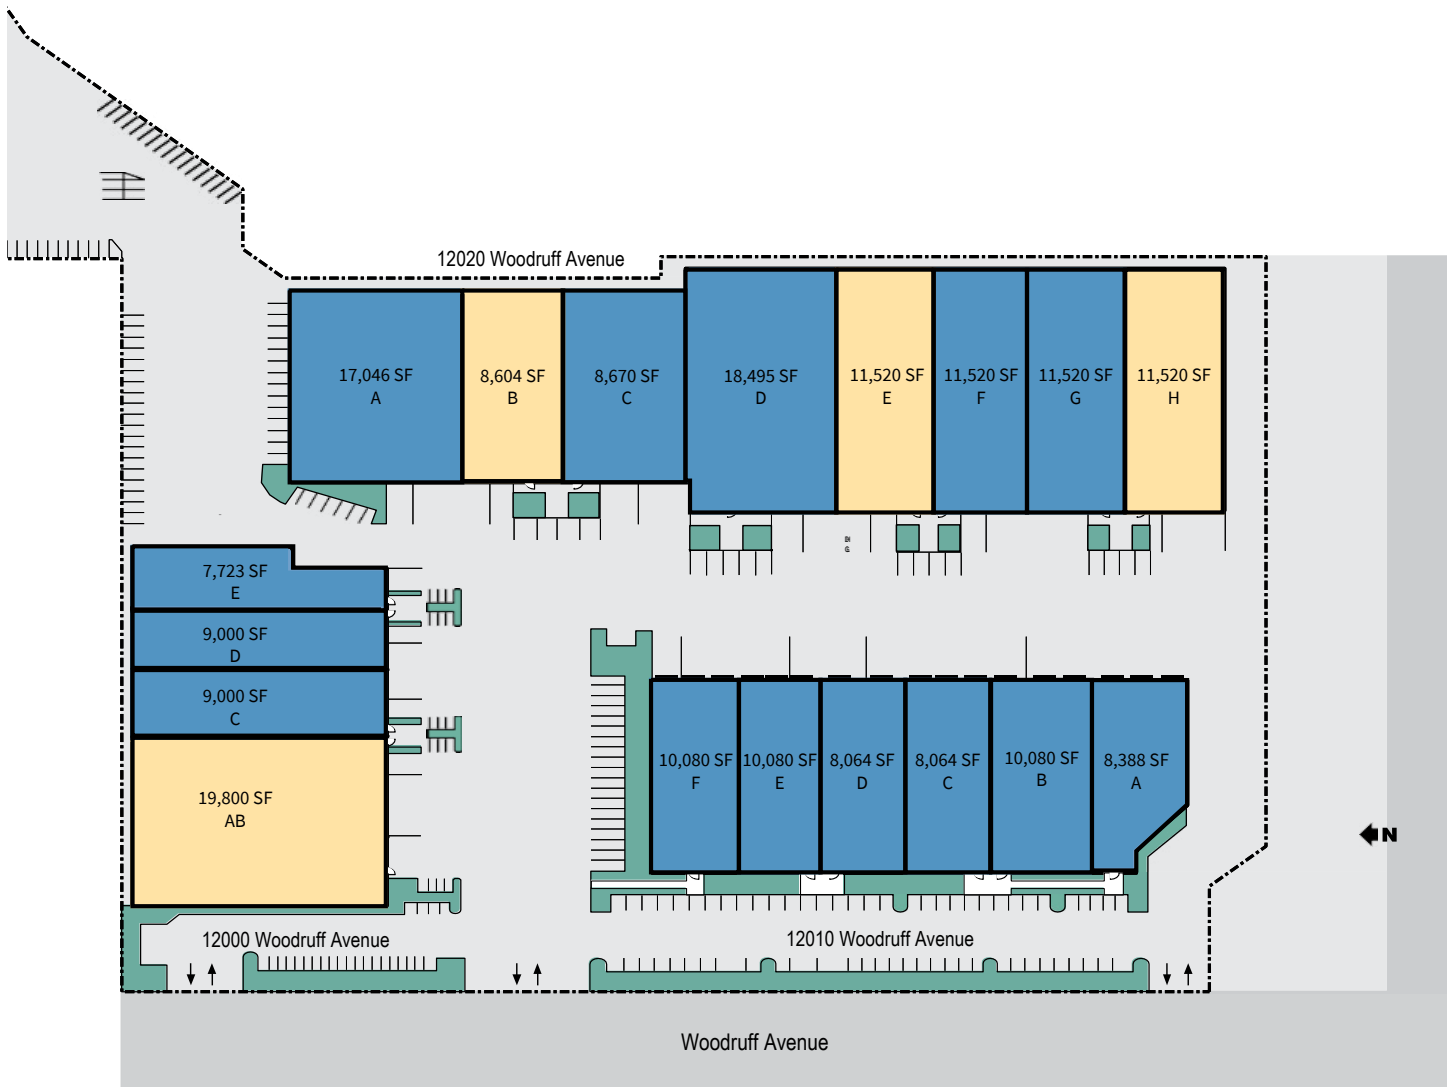 12020 Woodruff Avenue
17,046 SF
A
8,604 SF
B
8,670 SF
C
18,495 SF
D
11,520 SF
E
11,520 SF
F
11,520 SF
G
11,520 SF
H
7,723 SF
E
9,000 SF
D
9,000 SF
C
19,800 SF
AB
10,080 SF
F
10,080 SF
E
8,064 SF
D
8,064 SF
C
10,080 SF
B
8,388 SF
A
N
12000 Woodruff Avenue
12010 Woodruff Avenue
Woodruff Avenue